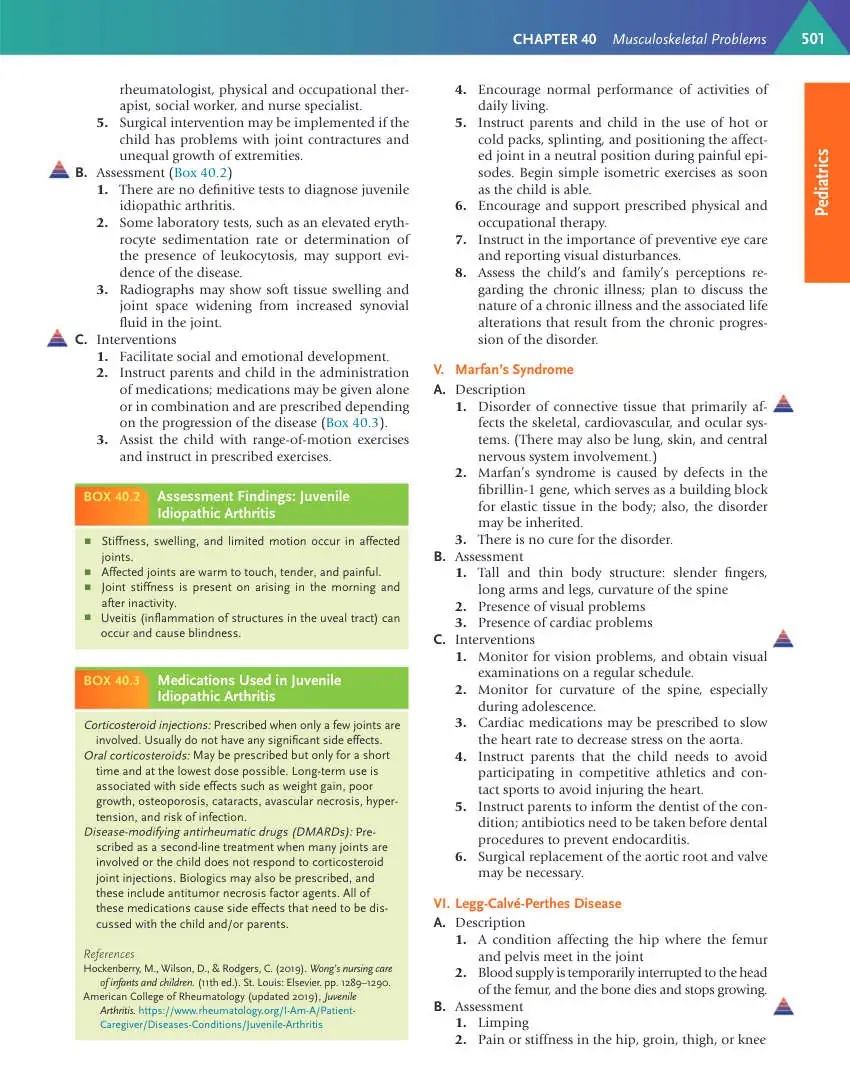 CHAPTER 40 Musculoskeletal Problems 501
rheumatologist, physical and occupational ther-
apist, social worker, and nurse specialist.
5. Surgical intervention may be implemented if the
child has problems with joint contractures and
unequal growth of extremities.
B. Assessment (Box 40.2)
1. There are no definitive tests to diagnose juvenile
idiopathic arthritis.
2. Some laboratory tests, such as an elevated eryth-
rocyte sedimentation rate or determination of
the presence of leukocytosis, may support evi-
dence of the disease.
3. Radiographs may show soft tissue swelling and
joint space widening from increased synovial
fluid in the joint.
C. Interventions
1. Facilitate social and emotional development.
2. Instruct parents and child in the administration
of medications; medications may be given alone
or in combination and are prescribed depending
on the progression of the disease (Box 40.3).
3. Assist the child with range-of-motion exercises
and instruct in prescribed exercises.
BOX 40.2 Assessment Findings: Juvenile
Idiopathic Arthritis
■ Stiffness, swelling, and limited motion occur in affected
joints.
■ Affected joints are warm to touch, tender, and painful.
■ Joint stiffness is present on arising in the morning and
after inactivity.
■ Uveitis (inflammation of structures in the uveal tract) can
occur and cause blindness.
BOX 40.3 Medications Used in Juvenile
Idiopathic Arthritis
Corticosteroid injections: Prescribed when only a few joints are
involved. Usually do not have any significant side effects.
Oral corticosteroids: May be prescribed but only for a short
time and at the lowest dose possible. Long-term use is
associated with side effects such as weight gain, poor
growth, osteoporosis, cataracts, avascular necrosis, hyper-
tension, and risk of infection.
Disease-modifying antirheumatic drugs (DMARDs): Pre-
scribed as a second-line treatment when many joints are
involved or the child does not respond to corticosteroid
joint injections. Biologics may also be prescribed, and
these include antitumor necrosis factor agents. All of
these medications cause side effects that need to be dis-
cussed with the child and/or parents.
References
Hockenberry, M., Wilson, D., & Rodgers, C. (2019). Wong's nursing care
of infants and children. (11th ed.). St. Louis: Elsevier. pp. 1289–1290.
American College of Rheumatology (updated 2019), Juvenile
Arthritis. https://www.rheumatology.org/I-Am-A/Patient-
Caregiver/Diseases-Conditions/Juvenile-Arthritis
4. Encourage normal performance of activities of
daily living.
5. Instruct parents and child in the use of hot or
cold packs, splinting, and positioning the affect-
ed joint in a neutral position during painful epi-
sodes. Begin simple isometric exercises as soon
as the child is able.
6. Encourage and support prescribed physical and
occupational therapy.
7. Instruct in the importance of preventive eye care
and reporting visual disturbances.
8. Assess the child's and family's perceptions re-
garding the chronic illness; plan to discuss the
nature of a chronic illness and the associated life
alterations that result from the chronic progres-
sion of the disorder.
V. Marfan's Syndrome
A. Description
1. Disorder of connective tissue that primarily af-
fects the skeletal, cardiovascular, and ocular sys-
tems. (There may also be lung, skin, and central
nervous system involvement.)
2. Marfan's syndrome is caused by defects in the
fibrillin-1 gene, which serves as a building block
for elastic tissue in the body; also, the disorder
may be inherited.
3. There is no cure for the disorder.
B. Assessment
1. Tall and thin body structure: slender fingers,
long arms and legs, curvature of the spine
2. Presence of visual problems
3. Presence of cardiac problems
C. Interventions
1. Monitor for vision problems, and obtain visual
examinations on a regular schedule.
2. Monitor for curvature of the spine, especially
during adolescence.
3. Cardiac medications may be prescribed to slow
the heart rate to decrease stress on the aorta.
4. Instruct parents that the child needs to avoid
participating in competitive athletics and con-
tact sports to avoid injuring the heart.
5. Instruct parents to inform the dentist of the con-
dition; antibiotics need to be taken before dental
procedures to prevent endocarditis.
6. Surgical replacement of the aortic root and valve
may be necessary.
VI. Legg-Calvé-Perthes Disease
A. Description
1. A condition affecting the hip where the femur
and pelvis meet in the joint
2. Blood supply is temporarily interrupted to the head
of the femur, and the bone dies and stops growing.
B. Assessment
1. Limping
2. Pain or stiffness in the hip, groin, thigh, or knee
Pediatrics